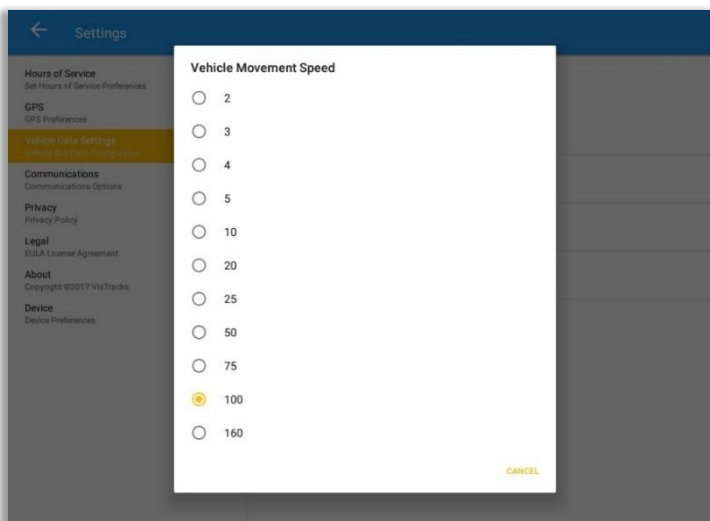 Settings
Hours of Service
Set Hours of Service Preferences
GPS
GPS Preferences
Vehicle Data Settings
Vehicle Bus Data Configuration
Communications
Communications Options
Privacy
Privacy Policy
Legal
EULA License Agreement
About
Copyright ©2017 VisTracks
Device
Device Preferences
Vehicle Movement Speed
2
3
4
5
10
20
25
50
75
100
160
CANCEL